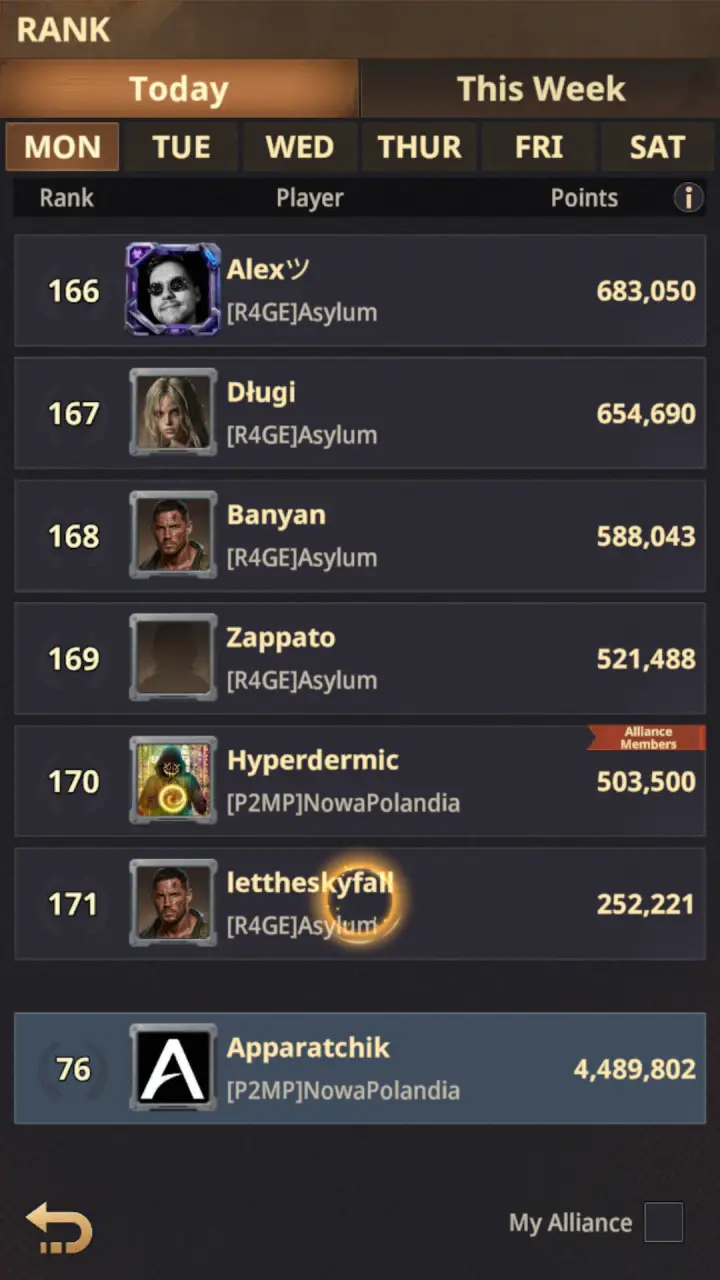 RANK
Today
This Week
MON
TUE
WED
THUR
FRI
SAT
Rank
Player
Points
i
166
Alexツ
[R4GE]Asylum
683,050
167
Długi
[R4GE]Asylum
654,690
168
Banyan
[R4GE]Asylum
588,043
169
Zappato
[R4GE]Asylum
521,488
Alliance
Members
170
Hyperdermic
[P2MP]NowaPolandia
503,500
171
lettheskyfall
[R4GE]Asylum
252,221
76
Apparatchik
[P2MP]NowaPolandia
4,489,802
My Alliance